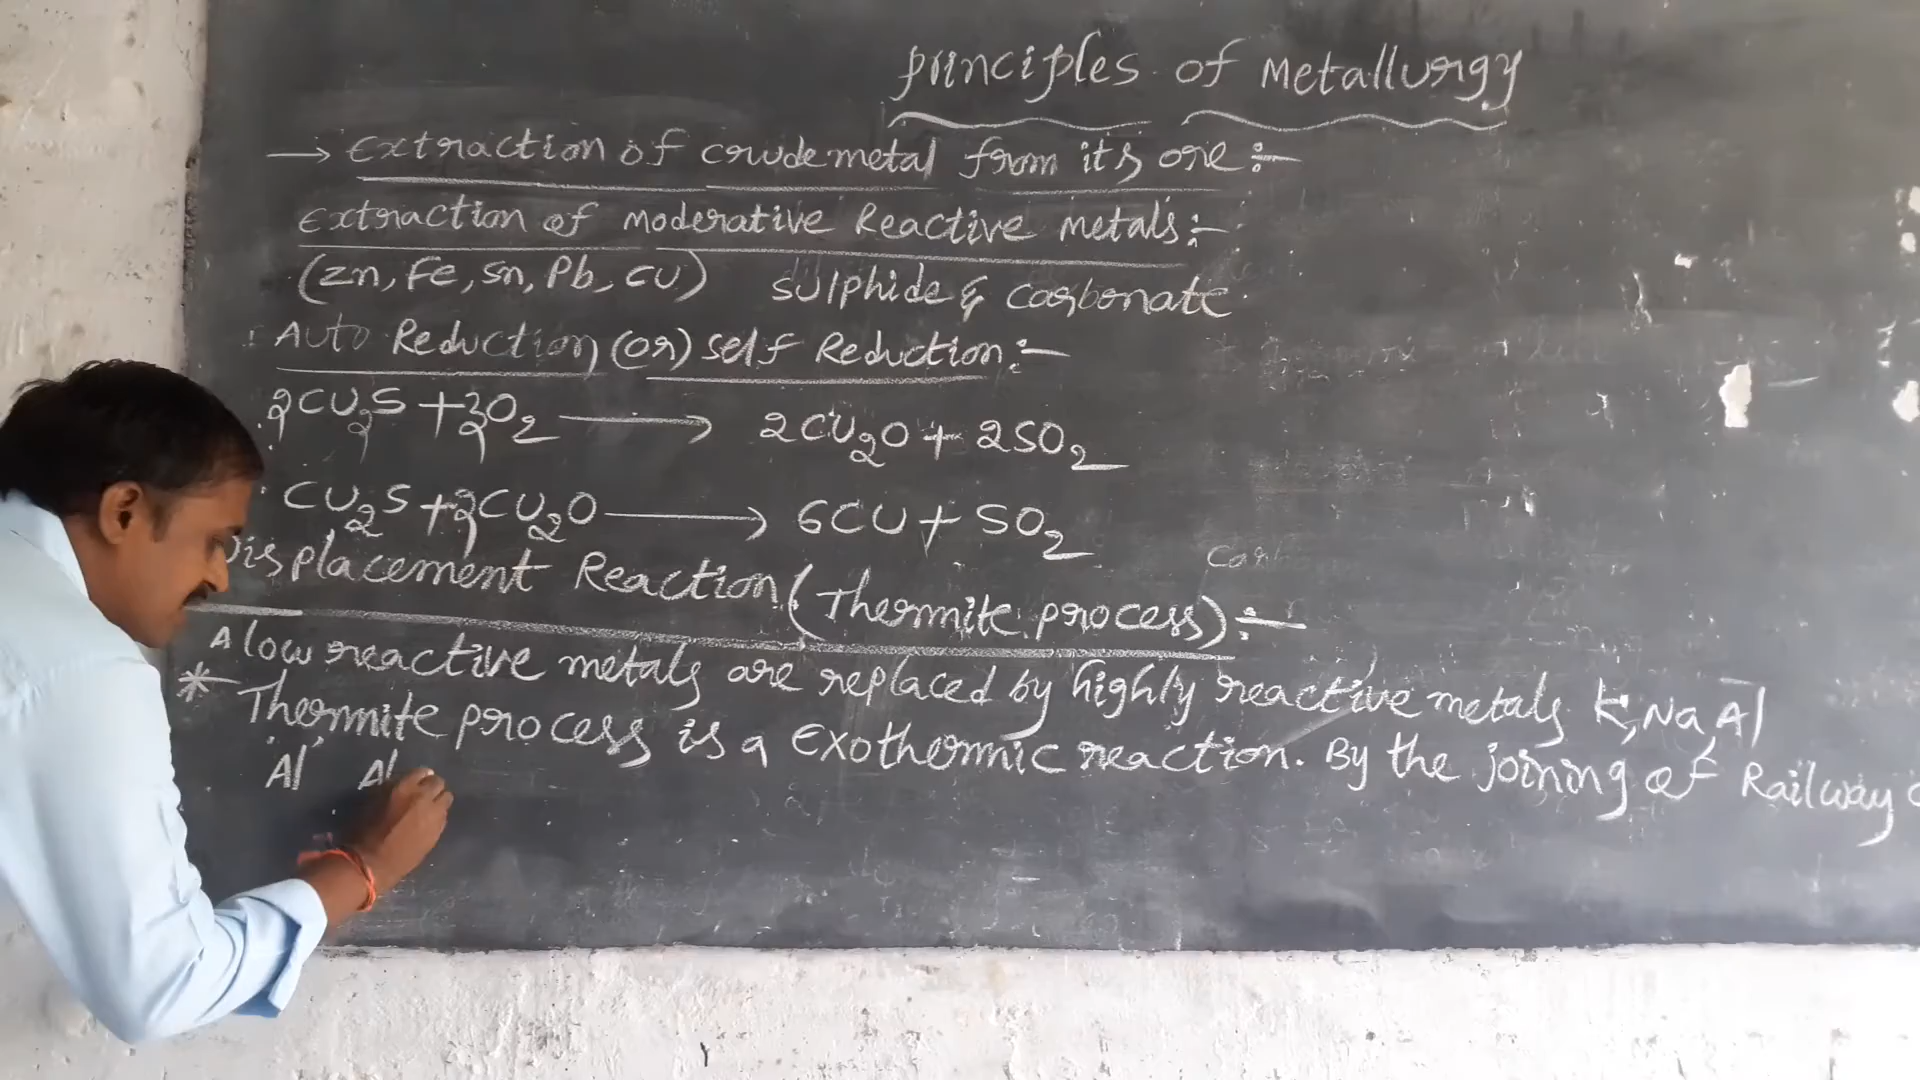 Principles of Metallurgy
→ Extraction of crude metal from its ore :-
Extraction of Moderative Reactive metals :-
(Zn, Fe, Sn, Pb, CU) SUlphide & Carbonate.
Auto Reduction (or) self Reduction :-
2CU₂S + 3O₂ → 2CU₂O + 2SO₂
CU₂S + 2CU₂O → 6CU + SO₂
Displacement Reaction (Thermite process) :-
A low reactive metals are replaced by highly reactive metals K, Na, Al
* Thermite process is a Exothermic reaction. By the joining of Railway
Al Al